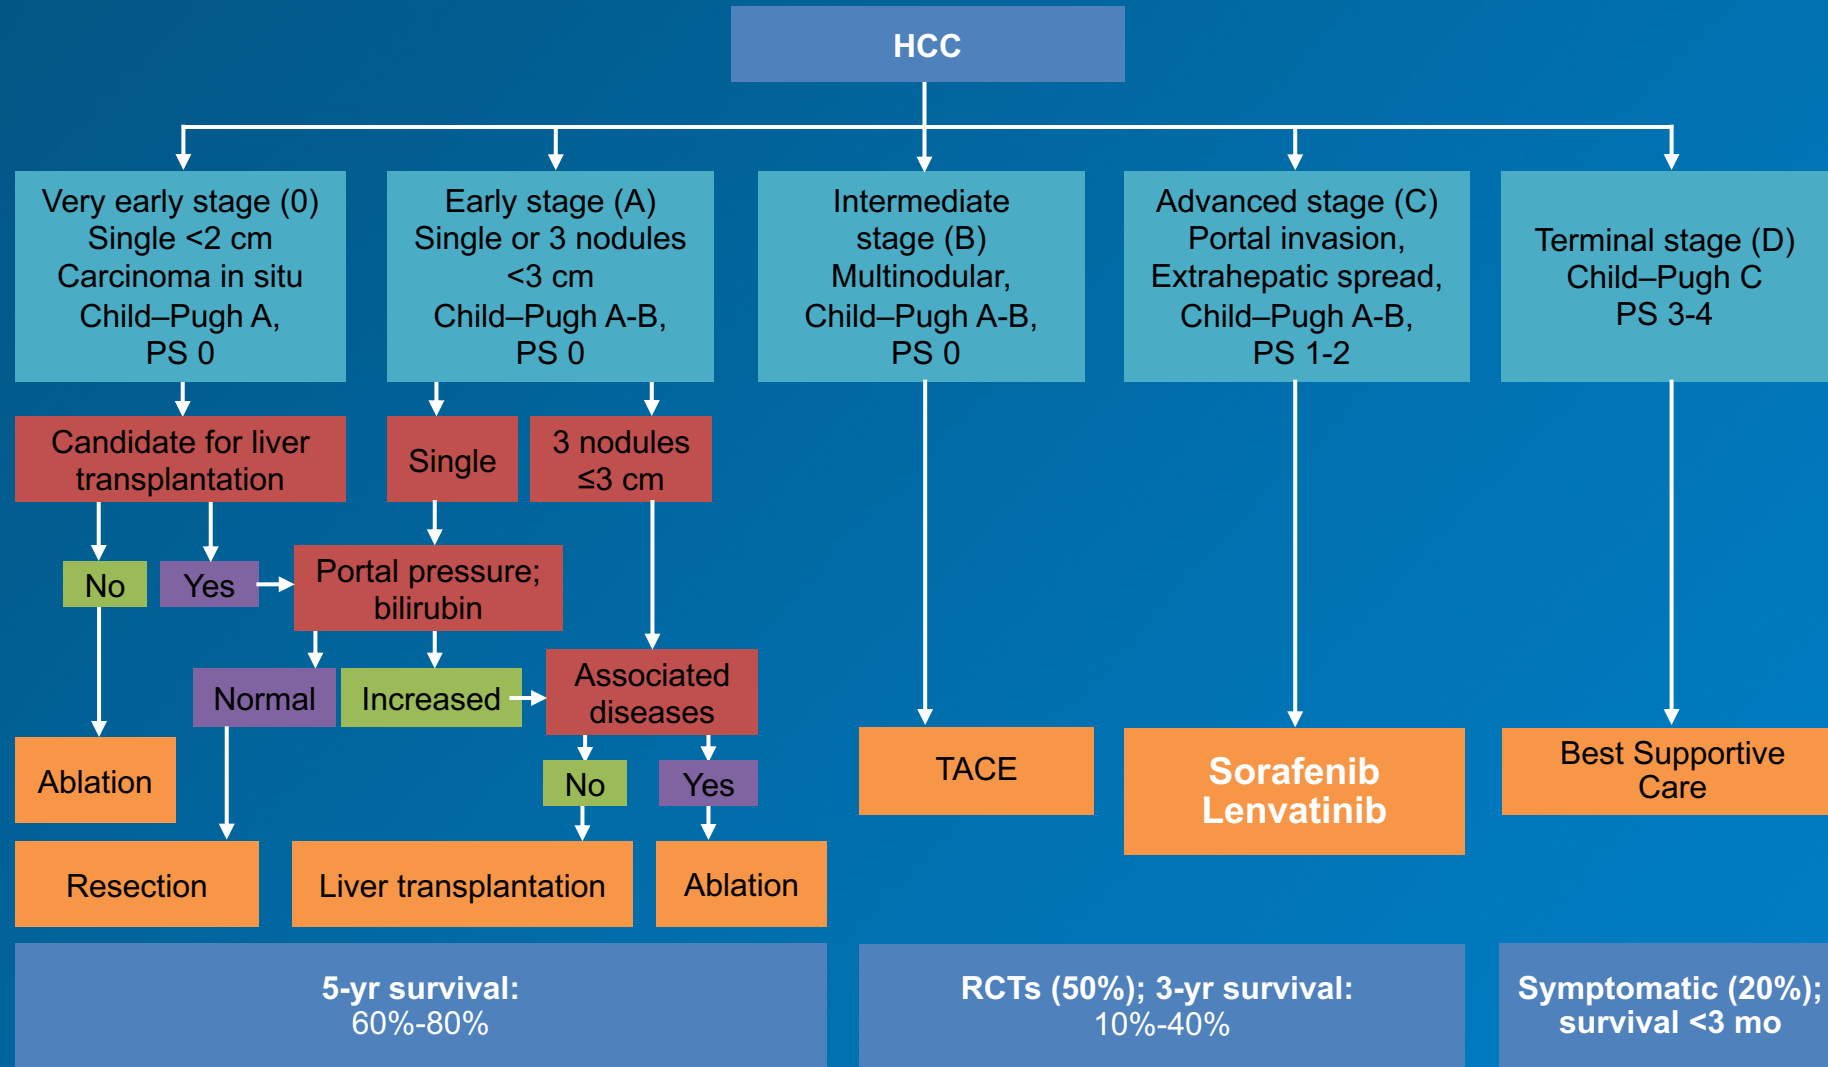 HCC
Very early stage (0)
Single <2 cm
Carcinoma in situ
Child–Pugh A,
PS 0
Early stage (A)
Single or 3 nodules
<3 cm
Child–Pugh A-B,
PS 0
Intermediate
stage (B)
Multinodular,
Child–Pugh A-B,
PS 0
Advanced stage (C)
Portal invasion,
Extrahepatic spread,
Child–Pugh A-B,
PS 1-2
Terminal stage (D)
Child–Pugh C
PS 3-4
Candidate for liver
transplantation
Single
3 nodules
≤3 cm
No
Yes
Portal pressure;
bilirubin
Normal
Increased
Associated
diseases
No
Yes
Ablation
Resection
Liver transplantation
Ablation
TACE
Sorafenib
Lenvatinib
Best Supportive
Care
5-yr survival:
60%-80%
RCTs (50%); 3-yr survival:
10%-40%
Symptomatic (20%);
survival <3 mo